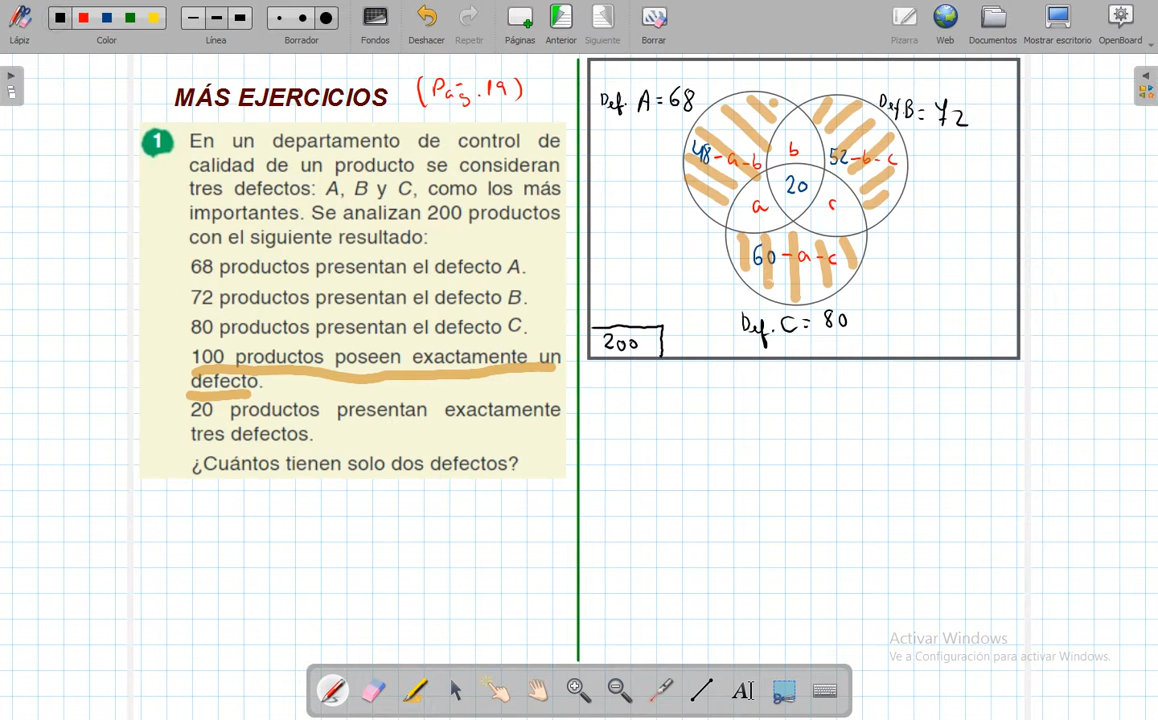 Lápiz
Color
Línea
Borrador
Fondos
Deshacer
Repetir
Páginas
Anterior
Siguiente
Borrar
Pizarra
Web
Documentos
Mostrar escritorio
OpenBoard
MÁS EJERCICIOS (Pág. 19)
1 En un departamento de control de
calidad de un producto se consideran
tres defectos: A, B y C, como los más
importantes. Se analizan 200 productos
con el siguiente resultado:
68 productos presentan el defecto A.
72 productos presentan el defecto B.
80 productos presentan el defecto C.
100 productos poseen exactamente un
defecto.
20 productos presentan exactamente
tres defectos.
¿Cuántos tienen solo dos defectos?
Def. A = 68
Def B = 72
48 - a - b
b
52 - b - c
20
a
c
60 - a - c
Def. C = 80
200
Activar Windows
Ve a Configuración para activar Windows.
AI